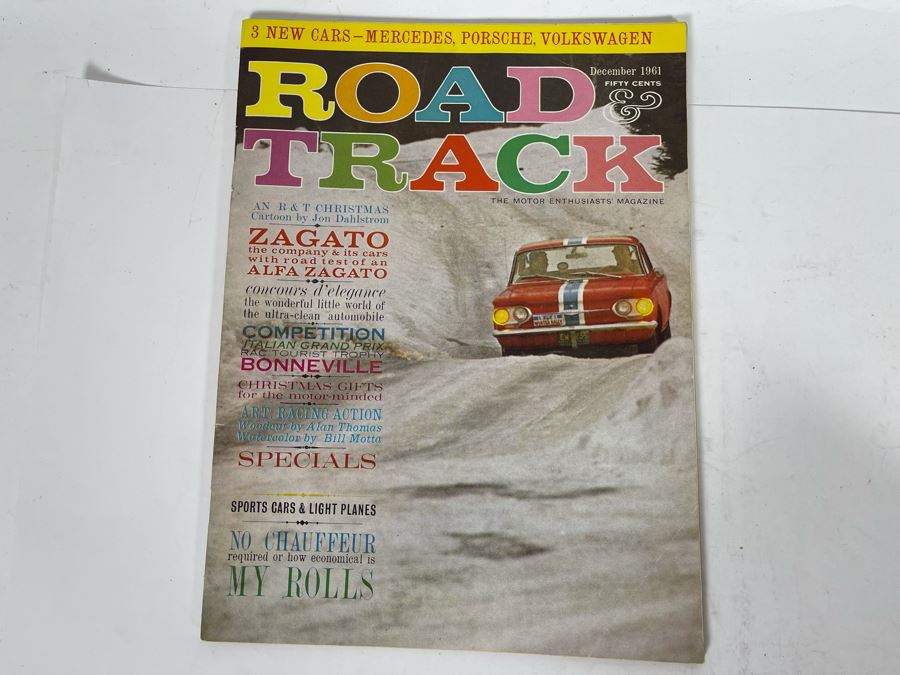 3 NEW CARS – MERCEDES, PORSCHE, VOLKSWAGEN
ROAD &
TRACK
December 1961
FIFTY CENTS
THE MOTOR ENTHUSIASTS' MAGAZINE
AN R & T CHRISTMAS
Cartoon by Jon Dahlstrom
ZAGATO
the company & its cars
with road test of an
ALFA ZAGATO
concours d'elegance
the wonderful little world of
the ultra-clean automobile
COMPETITION
ITALIAN GRAND PRIX
RAC TOURIST TROPHY
BONNEVILLE
CHRISTMAS GIFTS
for the motor-minded
ART: RACING ACTION
Woodcut by Alan Thomas
Watercolor by Bill Motta
SPECIALS
SPORTS CARS & LIGHT PLANES
NO CHAUFFEUR
required or how economical is
MY ROLLS